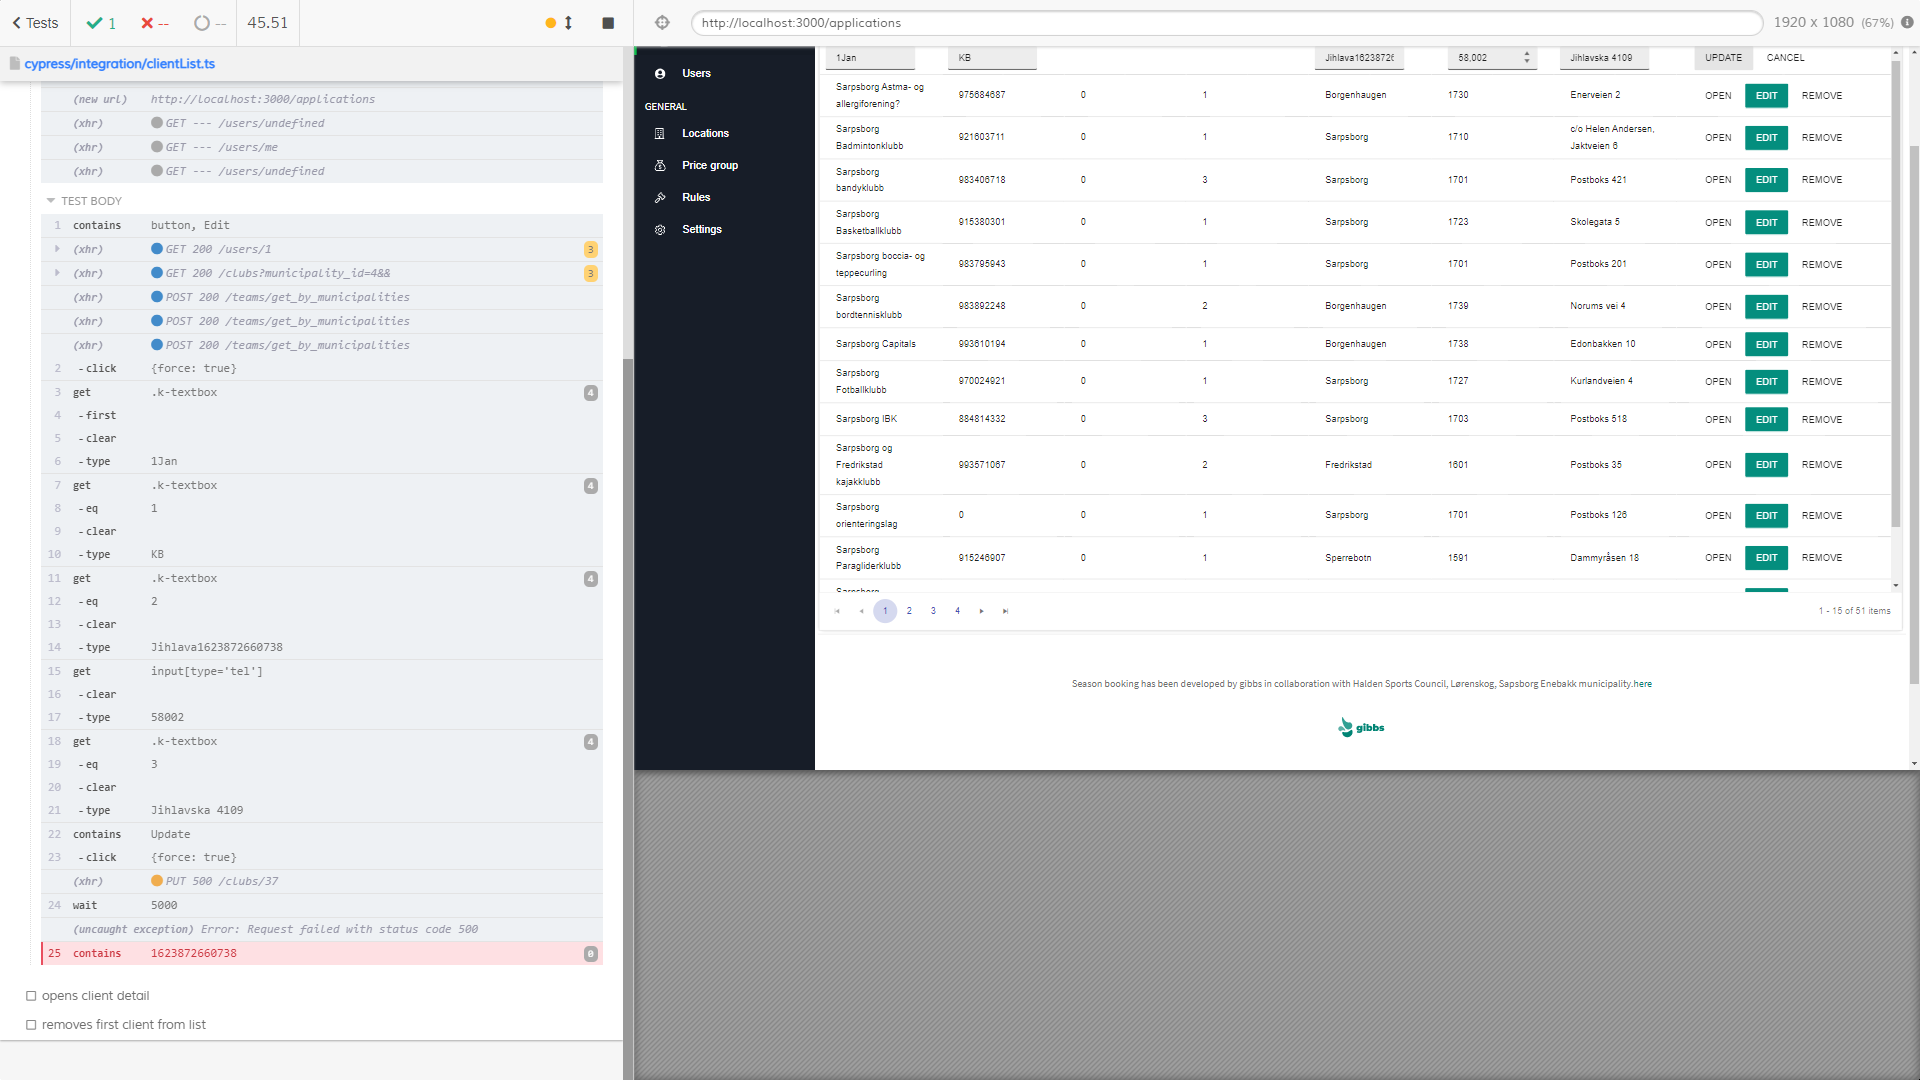 Tests
1
--
--
45.51
cypress/integration/clientList.ts
(new url) http://localhost:3000/applications
(xhr) GET --- /users/undefined
(xhr) GET --- /users/me
(xhr) GET --- /users/undefined
TEST BODY
1 contains button, Edit
(xhr) GET 200 /users/1 3
(xhr) GET 200 /clubs?municipality_id=4&& 3
(xhr) POST 200 /teams/get_by_municipalities
(xhr) POST 200 /teams/get_by_municipalities
(xhr) POST 200 /teams/get_by_municipalities
2 -click {force: true}
3 get .k-textbox 4
4 -first
5 -clear
6 -type 1Jan
7 get .k-textbox 4
8 -eq 1
9 -clear
10 -type KB
11 get .k-textbox 4
12 -eq 2
13 -clear
14 -type Jihlava1623872660738
15 get input[type='tel']
16 -clear
17 -type 58002
18 get .k-textbox 4
19 -eq 3
20 -clear
21 -type Jihlavska 4109
22 contains Update
23 -click {force: true}
(xhr) PUT 500 /clubs/37
24 wait 5000
(uncaught exception) Error: Request failed with status code 500
25 contains 1623872660738 0
opens client detail
removes first client from list
http://localhost:3000/applications
1920 x 1080 (67%)
Users
GENERAL
Locations
Price group
Rules
Settings
1Jan KB Jihlava16238726 58,002 Jihlavska 4109 UPDATE CANCEL
Sarpsborg Astma- og
allergiforening? 975684687 0 1 Borgenhaugen 1730 Enerveien 2 OPEN EDIT REMOVE
Sarpsborg
Badmintonklubb 921603711 0 1 Sarpsborg 1710 c/o Helen Andersen,
Jaktveien 6 OPEN EDIT REMOVE
Sarpsborg
bandyklubb 983406718 0 3 Sarpsborg 1701 Postboks 421 OPEN EDIT REMOVE
Sarpsborg
Basketballklubb 915380301 0 1 Sarpsborg 1723 Skolegata 5 OPEN EDIT REMOVE
Sarpsborg boccia- og
teppecurling 983795943 0 1 Sarpsborg 1701 Postboks 201 OPEN EDIT REMOVE
Sarpsborg
bordtennisklubb 983892248 0 2 Borgenhaugen 1739 Norums vei 4 OPEN EDIT REMOVE
Sarpsborg Capitals 993610194 0 1 Borgenhaugen 1738 Edonbakken 10 OPEN EDIT REMOVE
Sarpsborg
Fotballklubb 970024921 0 1 Sarpsborg 1727 Kurlandveien 4 OPEN EDIT REMOVE
Sarpsborg IBK 884814332 0 3 Sarpsborg 1703 Postboks 518 OPEN EDIT REMOVE
Sarpsborg og
Fredrikstad
kajakklubb 993571067 0 2 Fredrikstad 1601 Postboks 35 OPEN EDIT REMOVE
Sarpsborg
orienteringslag 0 0 1 Sarpsborg 1701 Postboks 126 OPEN EDIT REMOVE
Sarpsborg
Paragliderklubb 915246907 0 1 Sperrebotn 1591 Dammyråsen 18 OPEN EDIT REMOVE
1 2 3 4
1 - 15 of 51 items
Season booking has been developed by gibbs in collaboration with Halden Sports Council, Lørenskog, Sapsborg Enebakk municipality.here
gibbs